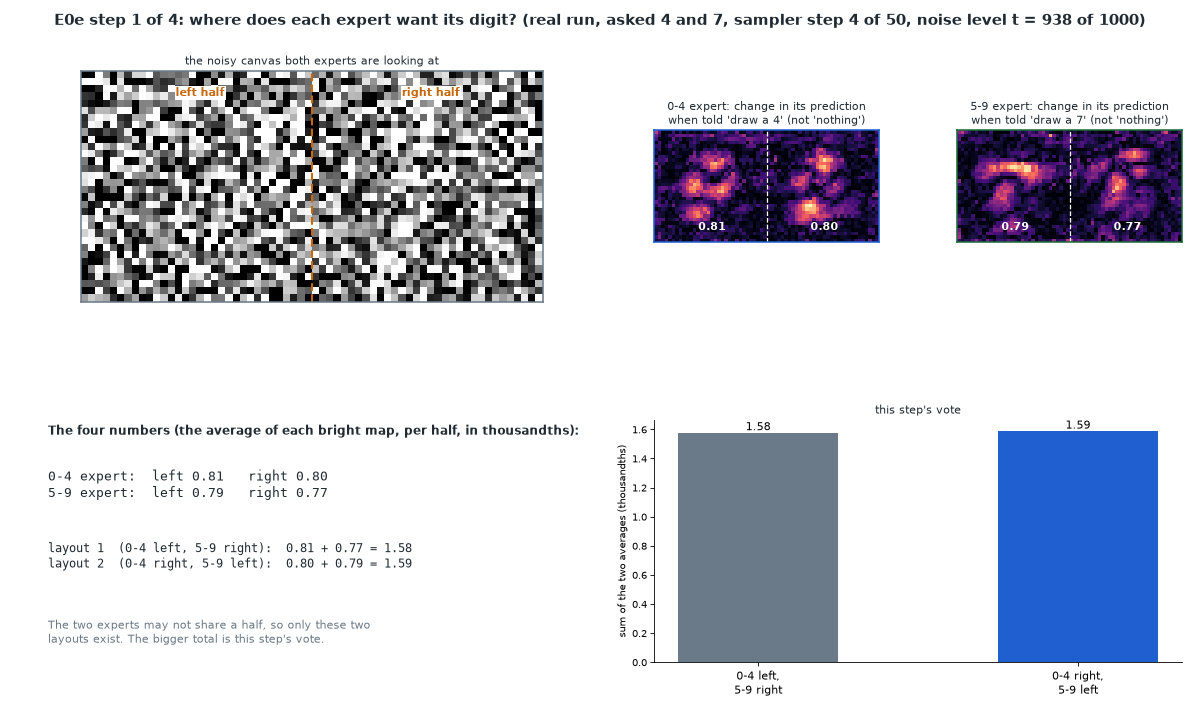 E0e step 1 of 4: where does each expert want its digit? (real run, asked 4 and 7, sampler step 4 of 50, noise level t = 938 of 1000)
the noisy canvas both experts are looking at
left half
right half
0-4 expert: change in its prediction
when told 'draw a 4' (not 'nothing')
0.81
0.80
5-9 expert: change in its prediction
when told 'draw a 7' (not 'nothing')
0.79
0.77
The four numbers (the average of each bright map, per half, in thousandths):
0-4 expert:  left 0.81   right 0.80
5-9 expert:  left 0.79   right 0.77
layout 1  (0-4 left, 5-9 right):  0.81 + 0.77 = 1.58
layout 2  (0-4 right, 5-9 left):  0.80 + 0.79 = 1.59
The two experts may not share a half, so only these two
layouts exist. The bigger total is this step's vote.
this step's vote
sum of the two averages (thousandths)
1.6
1.4
1.2
1.0
0.8
0.6
0.4
0.2
0.0
1.58
1.59
0-4 left,
5-9 right
0-4 right,
5-9 left